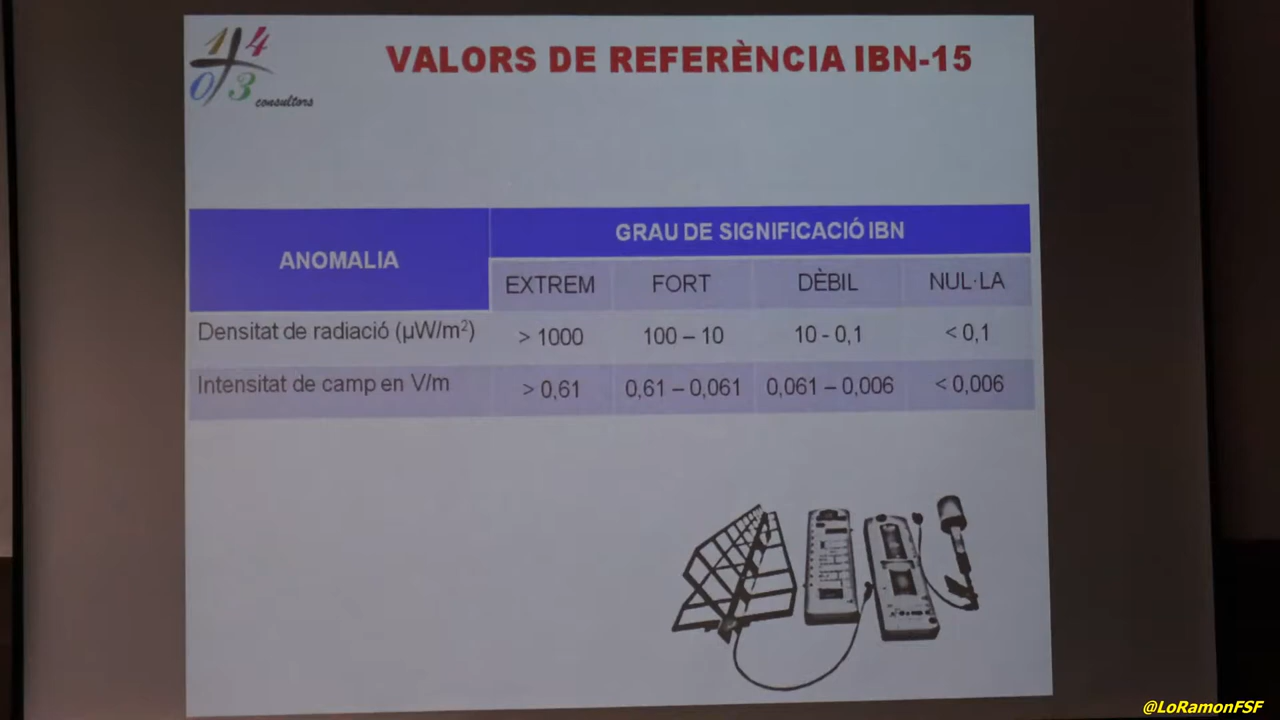 1 4
0 3
consultors
VALORS DE REFERÈNCIA IBN-15
ANOMALIA
GRAU DE SIGNIFICACIÓ IBN
EXTREM FORT DÈBIL NUL·LA
Densitat de radiació (µW/m²) > 1000 100 – 10 10 - 0,1 < 0,1
Intensitat de camp en V/m > 0,61 0,61 – 0,061 0,061 – 0,006 < 0,006
@LoRamonFSF